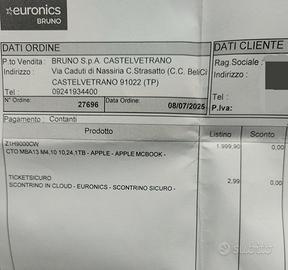 euronics
BRUNO
DATI ORDINE
DATI CLIENTE
P.to Vendita : BRUNO S.p.A. CASTELVETRANO
Rag.Sociale :
Indirizzo : Via Caduti di Nassiria C.Strasatto (C.C. BeliCi
Indirizzo :
CASTELVETRANO 91022 (TP)
Tel : 09241934400
Tel :
N° Ordine: 27696 Data Ordine: 08/07/2025
P.Iva:
Pagamento : Contanti
Prodotto Listino Sconto
Z1H9000CW 1.999,90 0,00
CTO MBA13 M4,10 10,24,1TB - APPLE - APPLE MCBOOK -
TICKETSICURO 2,99 0,00
SCONTRINO IN CLOUD - EURONICS - SCONTRINO SICURO -
subito